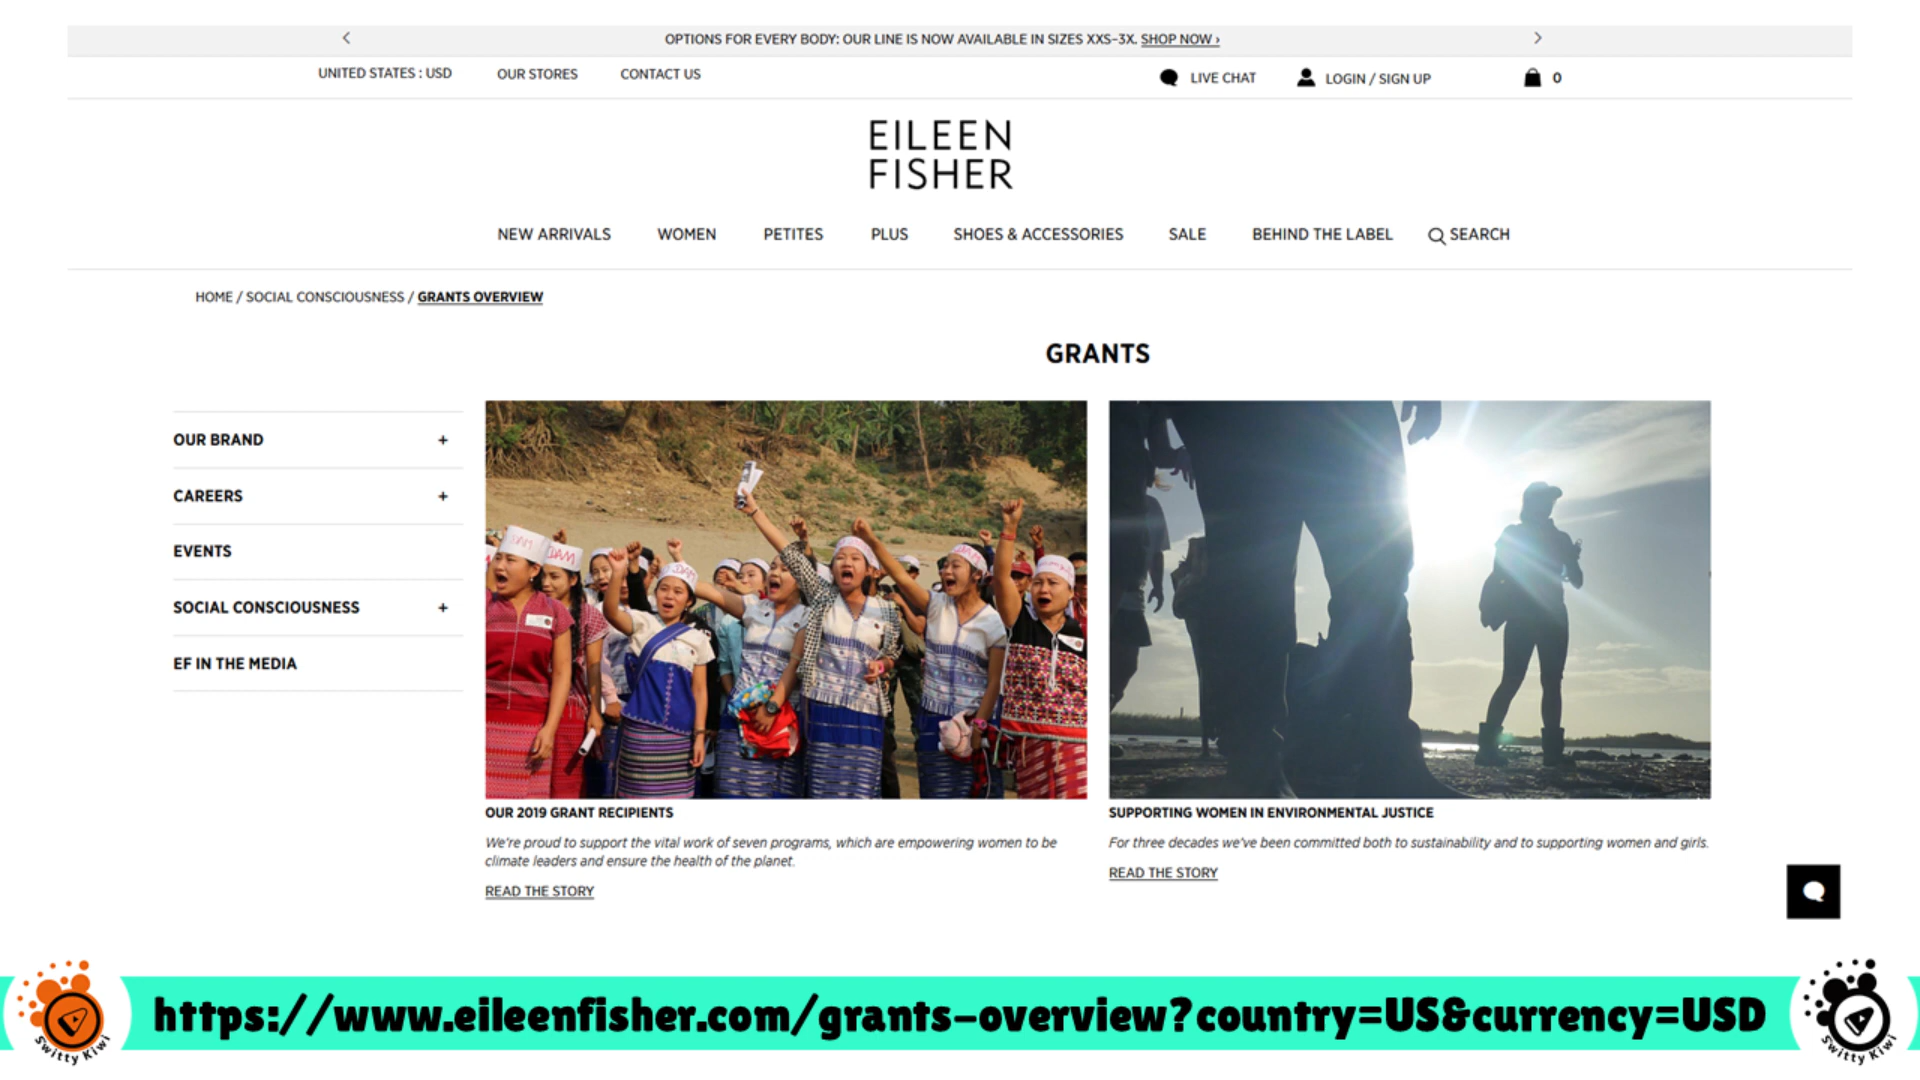 OPTIONS FOR EVERY BODY: OUR LINE IS NOW AVAILABLE IN SIZES XXS-3X. SHOP NOW ›
UNITED STATES : USD
OUR STORES
CONTACT US
LIVE CHAT
LOGIN / SIGN UP
0
EILEEN
FISHER
NEW ARRIVALS
WOMEN
PETITES
PLUS
SHOES & ACCESSORIES
SALE
BEHIND THE LABEL
SEARCH
HOME / SOCIAL CONSCIOUSNESS / GRANTS OVERVIEW
GRANTS
OUR BRAND +
CAREERS +
EVENTS
SOCIAL CONSCIOUSNESS +
EF IN THE MEDIA
DAM
DAM
DAM
OUR 2019 GRANT RECIPIENTS
We're proud to support the vital work of seven programs, which are empowering women to be
climate leaders and ensure the health of the planet.
READ THE STORY
SUPPORTING WOMEN IN ENVIRONMENTAL JUSTICE
For three decades we've been committed both to sustainability and to supporting women and girls.
READ THE STORY
https://www.eileenfisher.com/grants-overview?country=US&currency=USD
Switty Kiwi
Switty Kiwi